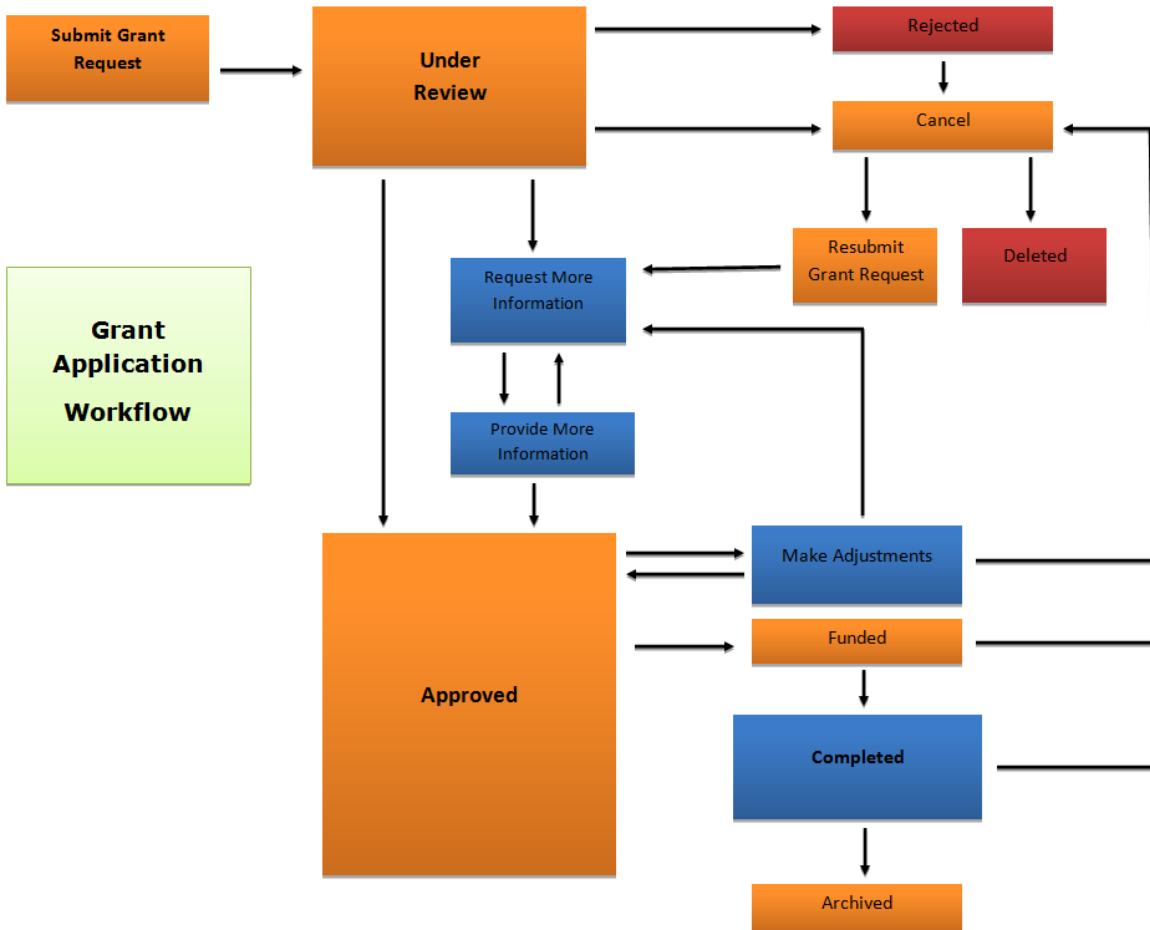 Submit Grant
Request
Under
Review
Rejected
Cancel
Resubmit
Grant Request
Deleted
Request More
Information
Grant
Application
Workflow
Provide More
Information
Make Adjustments
Funded
Approved
Completed
Archived